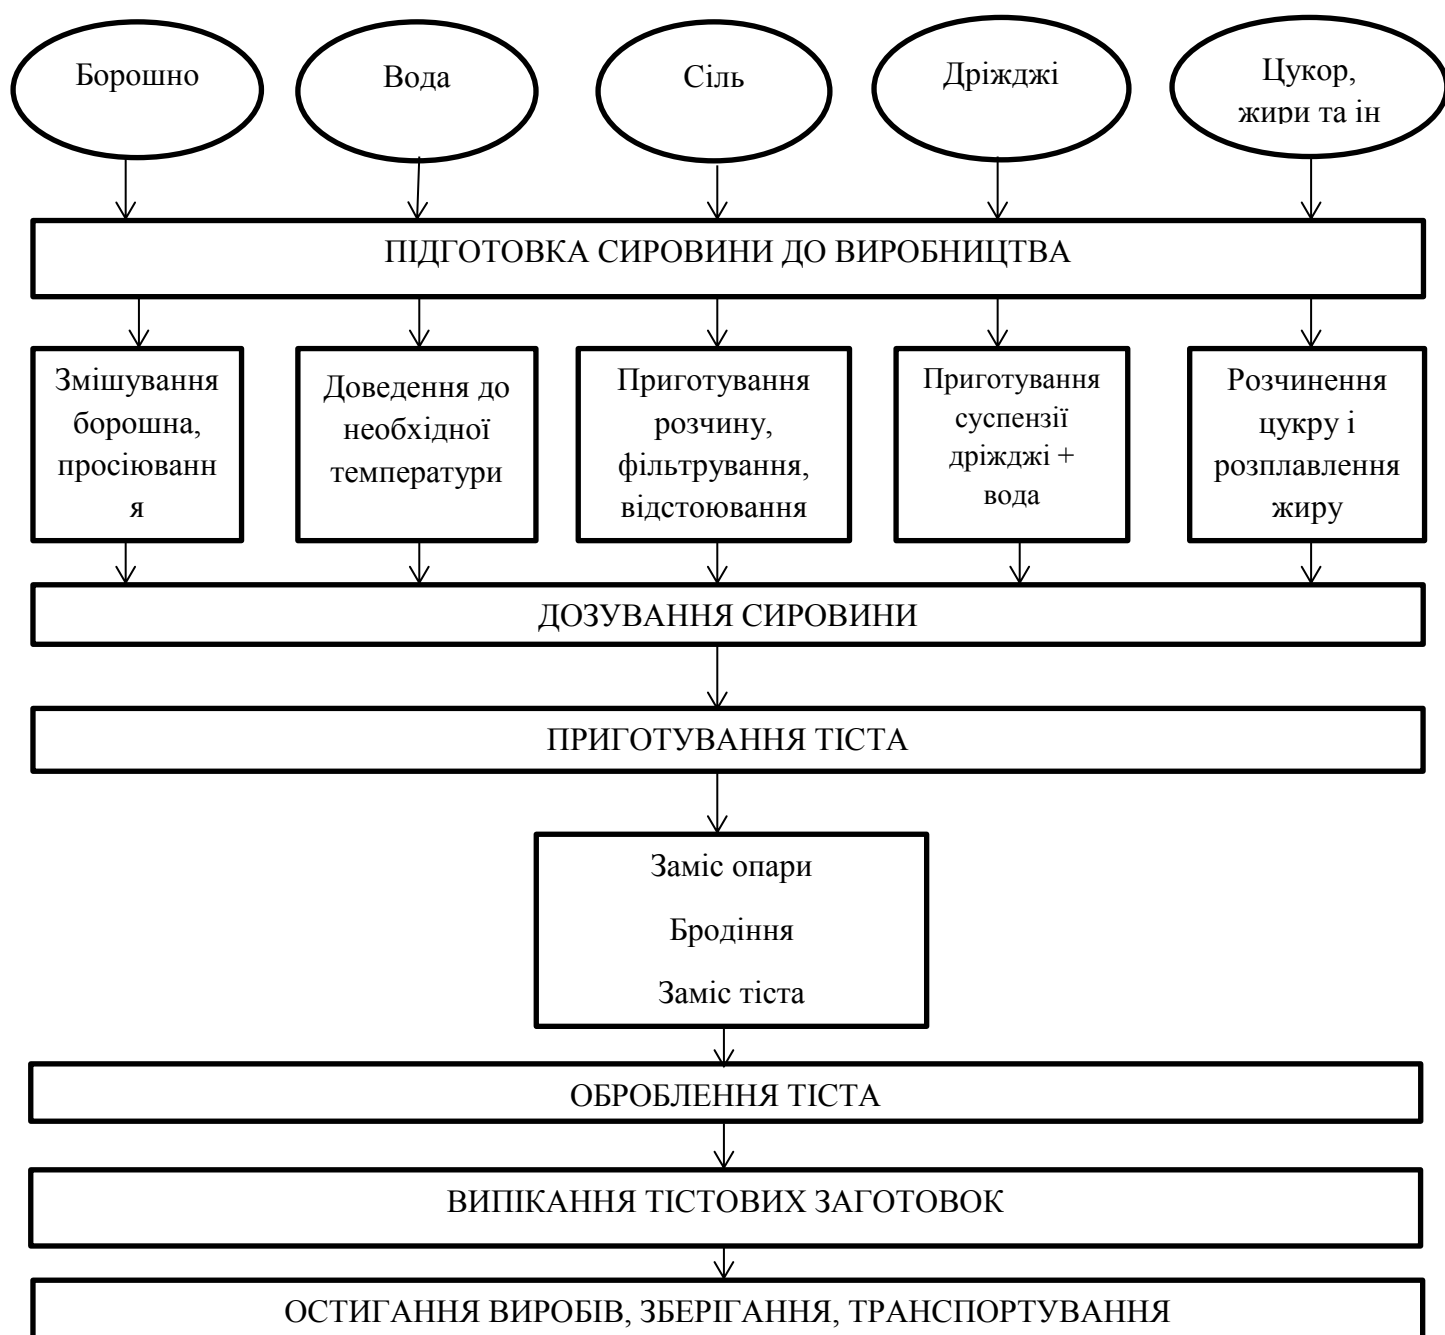 Борошно
Вода
Сіль
Дріжджі
Цукор,
жири та ін
ПІДГОТОВКА СИРОВИНИ ДО ВИРОБНИЦТВА
Змішування
борошна,
просіюванн
я
Доведення до
необхідної
температури
Приготування
розчину,
фільтрування,
відстоювання
Приготування
суспензії
дріжджі +
вода
Розчинення
цукру і
розплавлення
жиру
ДОЗУВАННЯ СИРОВИНИ
ПРИГОТУВАННЯ ТІСТА
Заміс опари
Бродіння
Заміс тіста
ОБРОБЛЕННЯ ТІСТА
ВИПІКАННЯ ТІСТОВИХ ЗАГОТОВОК
ОСТИГАННЯ ВИРОБІВ, ЗБЕРІГАННЯ, ТРАНСПОРТУВАННЯ